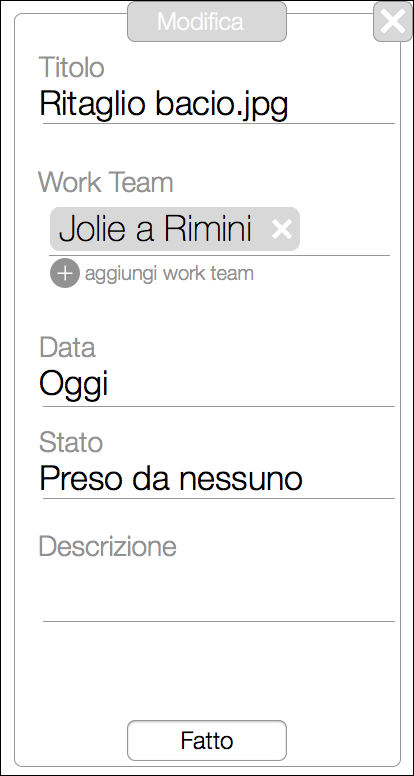 Modifica
Titolo
Ritaglio bacio.jpg
Work Team
Jolie a Rimini
aggiungi work team
Data
Oggi
Stato
Preso da nessuno
Descrizione
Fatto